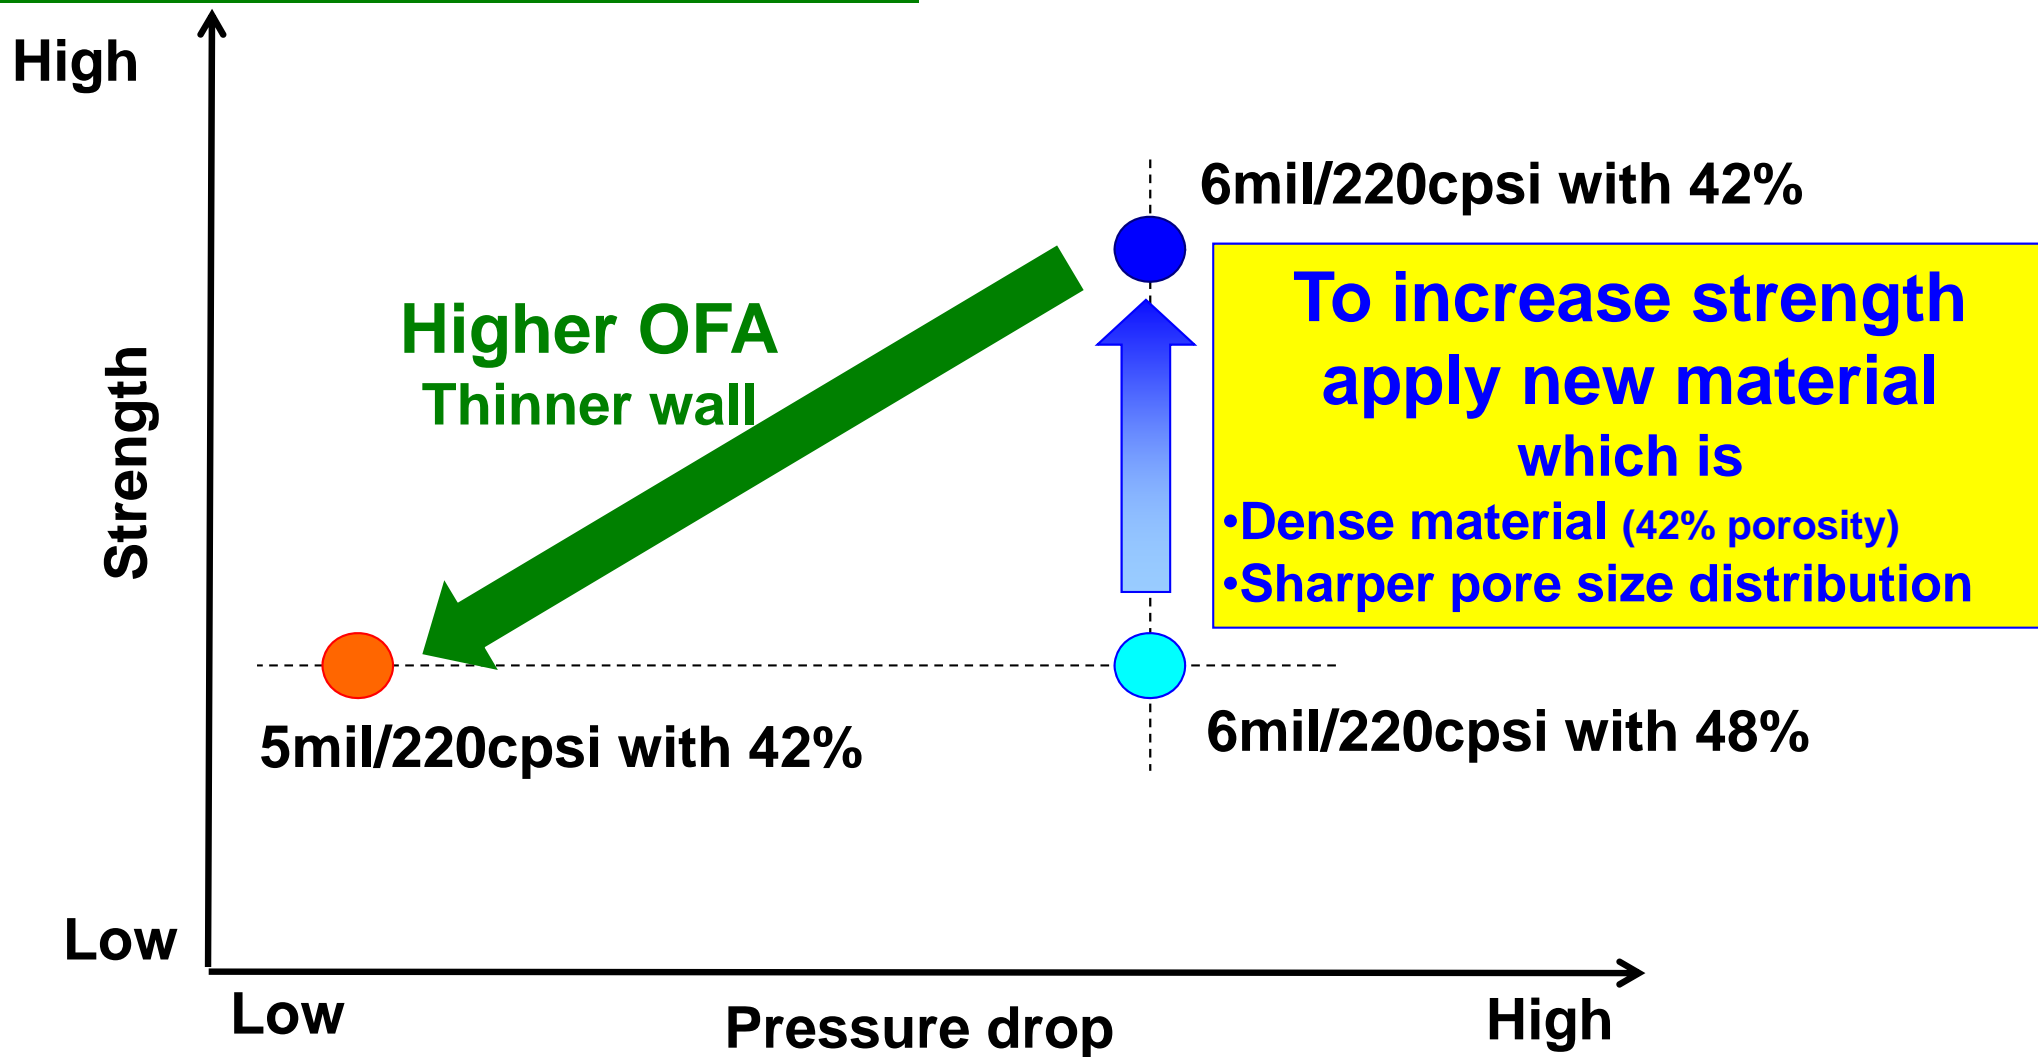 High
6mil/220cpsi with 42%
To increase strength
apply new material
which is
•Dense material (42% porosity)
•Sharper pore size distribution
Higher OFA
Thinner wall
Strength
5mil/220cpsi with 42%
6mil/220cpsi with 48%
Low
Low
Pressure drop
High